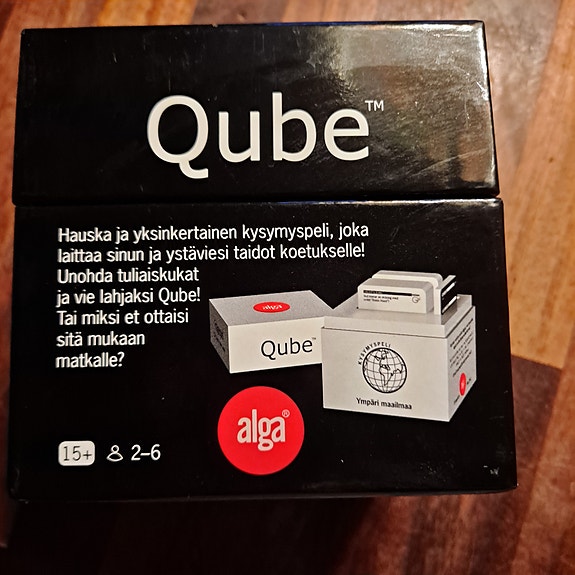 Qube™
Hauska ja yksinkertainen kysymyspeli, joka
laittaa sinun ja ystäviesi taidot koetukselle!
Unohda tuliaiskukat
ja vie lahjaksi Qube!
Tai miksi et ottaisi
sitä mukaan
matkalle?
alga
Qube™
KYSYMYSPELI
Ympäri maailmaa
alga®
15+ 2–6